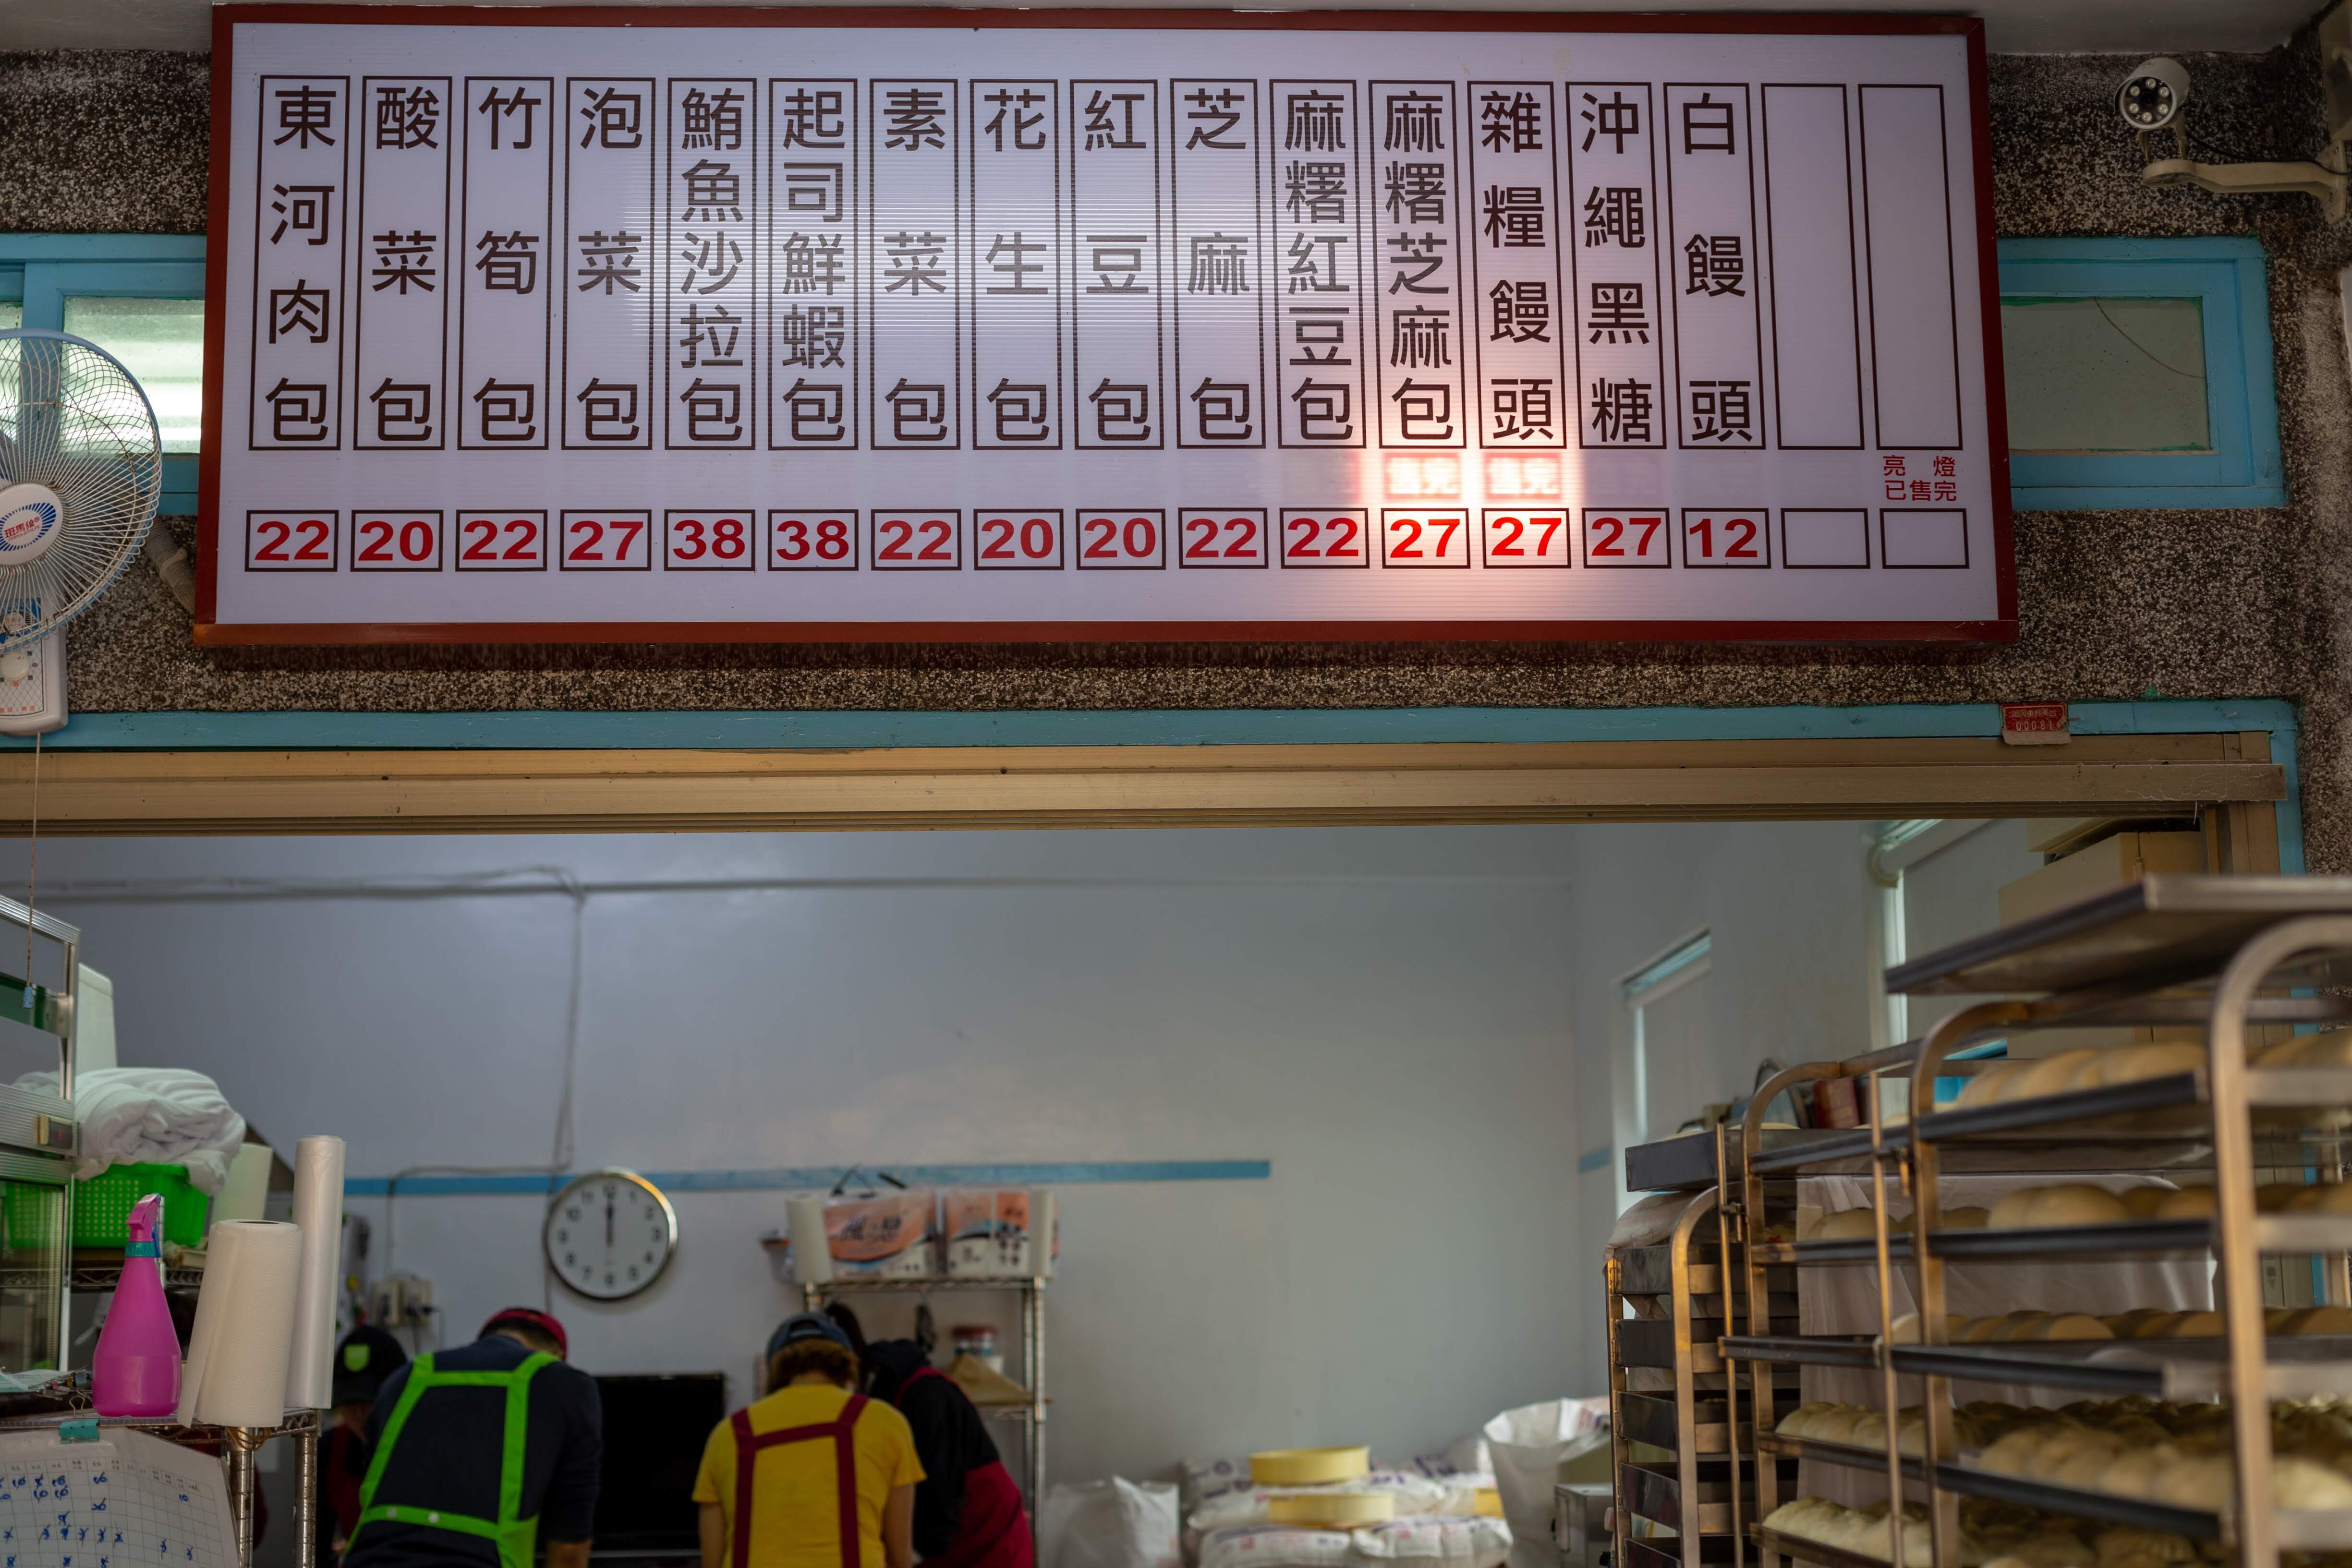 東河肉包
酸菜包
竹筍包
泡菜包
鮪魚沙拉包
起司鮮蝦包
素菜包
花生包
紅豆包
芝麻包
麻糬紅豆包
麻糬芝麻包
雜糧饅頭
沖繩黑糖
白饅頭
售完
售完
亮燈
已售完
22
20
22
27
38
38
22
20
20
22
22
27
27
27
12